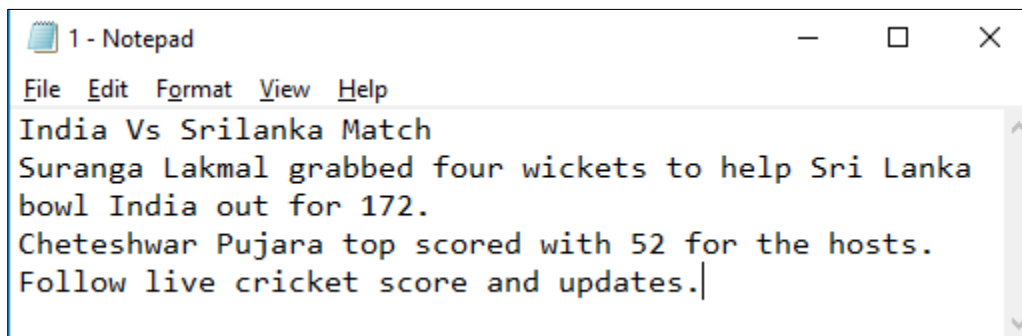 1 - Notepad
File Edit Format View Help
India Vs Srilanka Match
Suranga Lakmal grabbed four wickets to help Sri Lanka
bowl India out for 172.
Cheteshwar Pujara top scored with 52 for the hosts.
Follow live cricket score and updates.